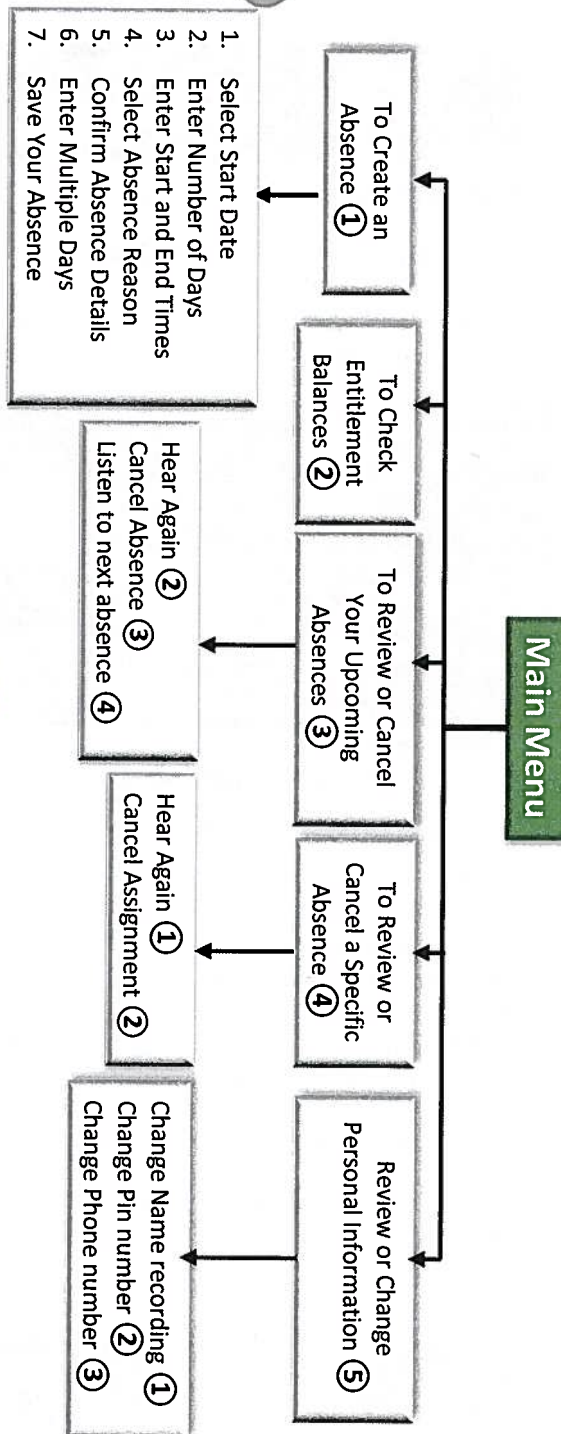 Main Menu
To Create an
Absence ①
To Check
Entitlement
Balances ②
To Review or Cancel
Your Upcoming
Absences ③
To Review or
Cancel a Specific
Absence ④
Review or Change
Personal Information ⑤
1. Select Start Date
2. Enter Number of Days
3. Enter Start and End Times
4. Select Absence Reason
5. Confirm Absence Details
6. Enter Multiple Days
7. Save Your Absence
Hear Again ②
Cancel Absence ③
Listen to next absence ④
Hear Again ①
Cancel Assignment ②
Change Name recording ①
Change Pin number ②
Change Phone number ③